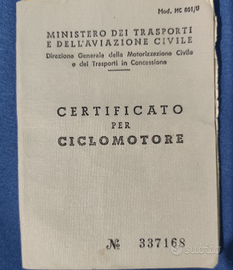 Mod. MC 801/U
MINISTERO DEI TRASPORTI
E DELL'AVIAZIONE CIVILE
Direzione Generale della Motorizzazione Civile
e dei Trasporti in Concessione
CERTIFICATO
PER
CICLOMOTORE
№ 337168
subito